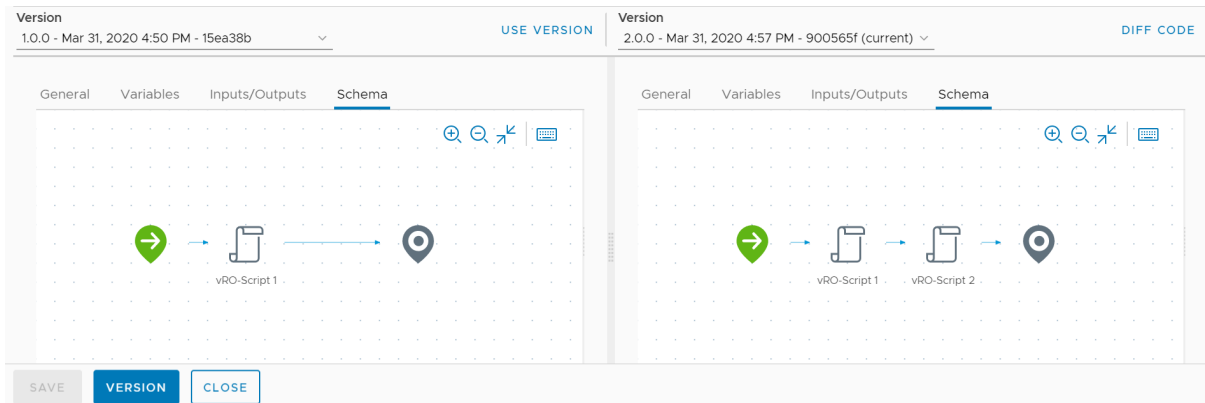 Version
1.0.0 - Mar 31, 2020 4:50 PM - 15ea38b
USE VERSION
General Variables Inputs/Outputs Schema
vRO-Script 1
Version
2.0.0 - Mar 31, 2020 4:57 PM - 900565f (current)
DIFF CODE
General Variables Inputs/Outputs Schema
vRO-Script 1 vRO-Script 2
SAVE VERSION CLOSE